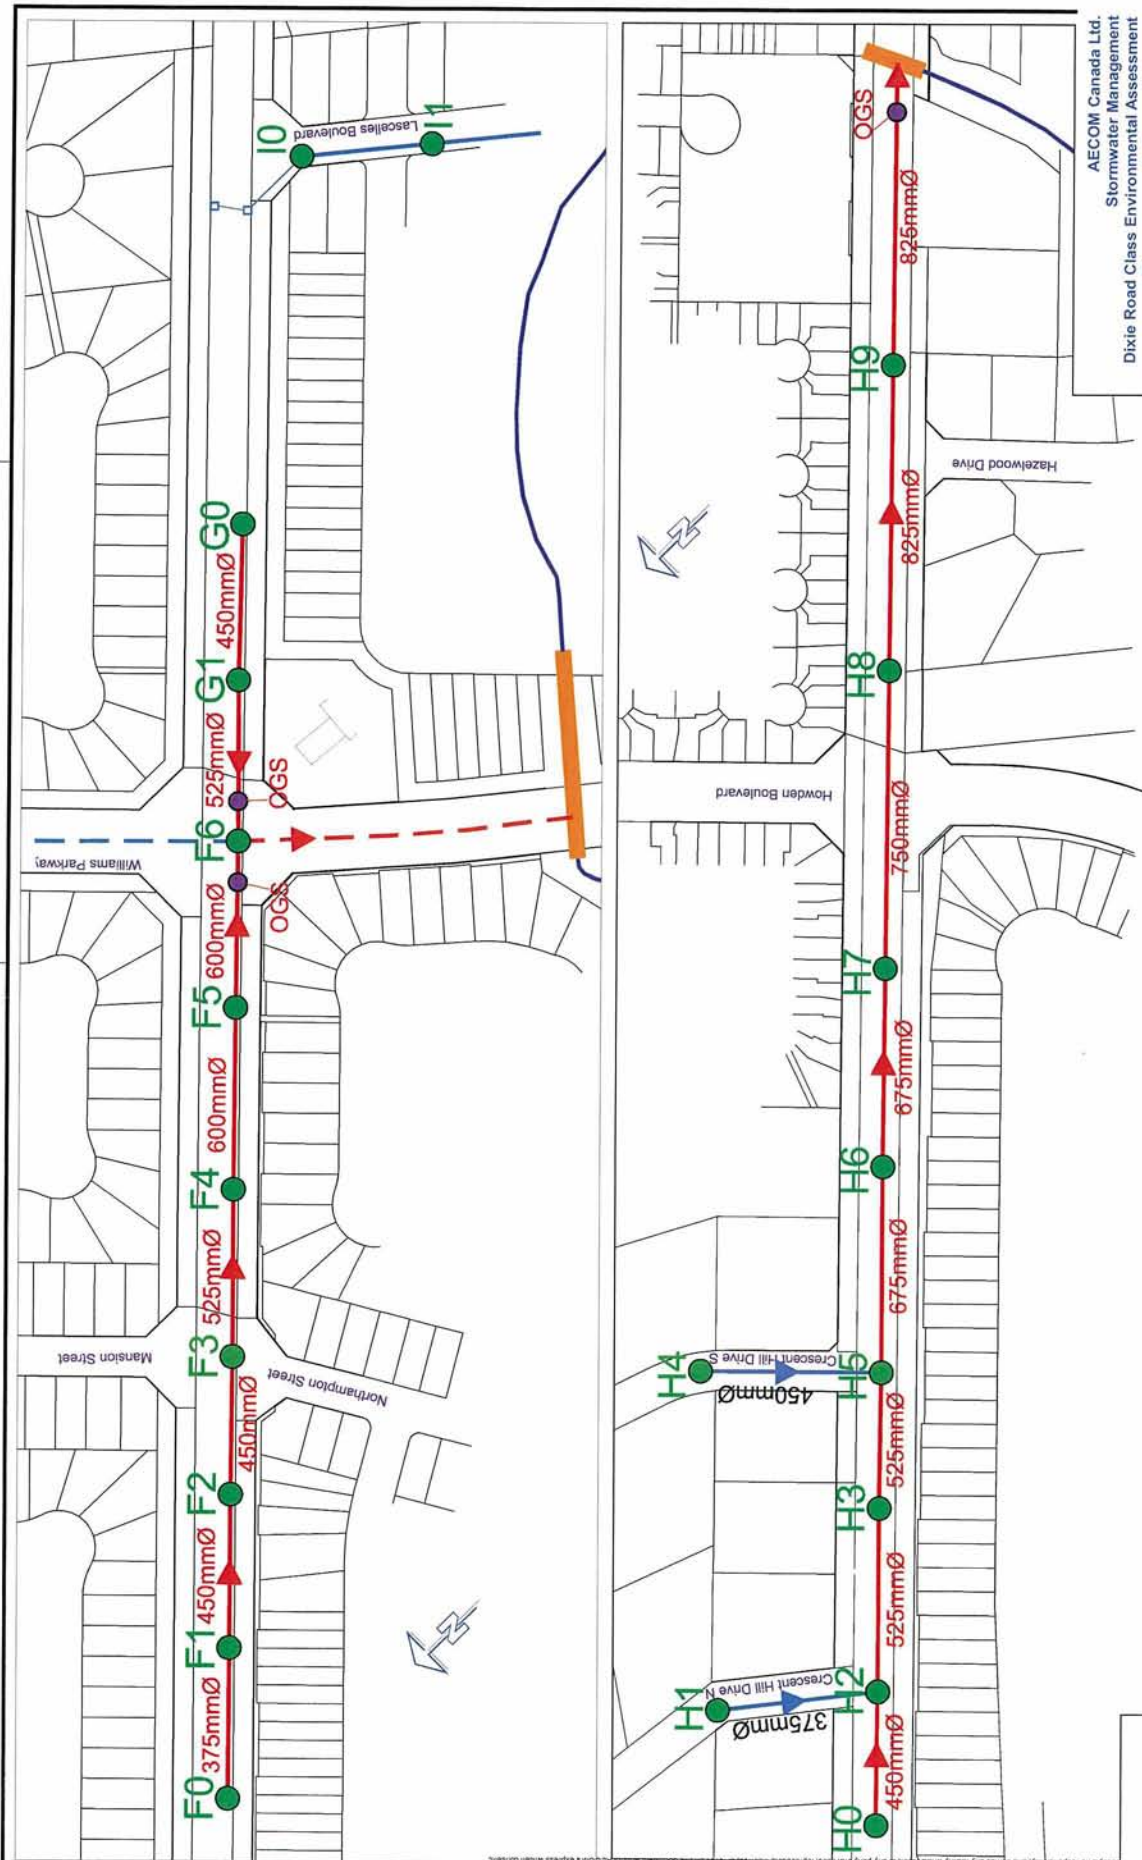 F0
375mmØ
F1
450mmØ
F2
450mmØ
F3
525mmØ
F4
600mmØ
F5
600mmØ
OGS
F6
OGS
525mmØ
G1
450mmØ
G0
I0
I1
Mansion Street
Northampton Street
Williams Parkway
Lascelles Boulevard
N
H0
450mmØ
H1
375mmØ
Crescent Hill Drive N
H2
525mmØ
H3
525mmØ
H4
450mmØ
Crescent Hill Drive S
H5
675mmØ
H6
675mmØ
H7
750mmØ
Howden Boulevard
H8
825mmØ
Hazelwood Drive
H9
825mmØ
OGS
N
AECOM Canada Ltd.
Stormwater Management
Dixie Road Class Environmental Assessment